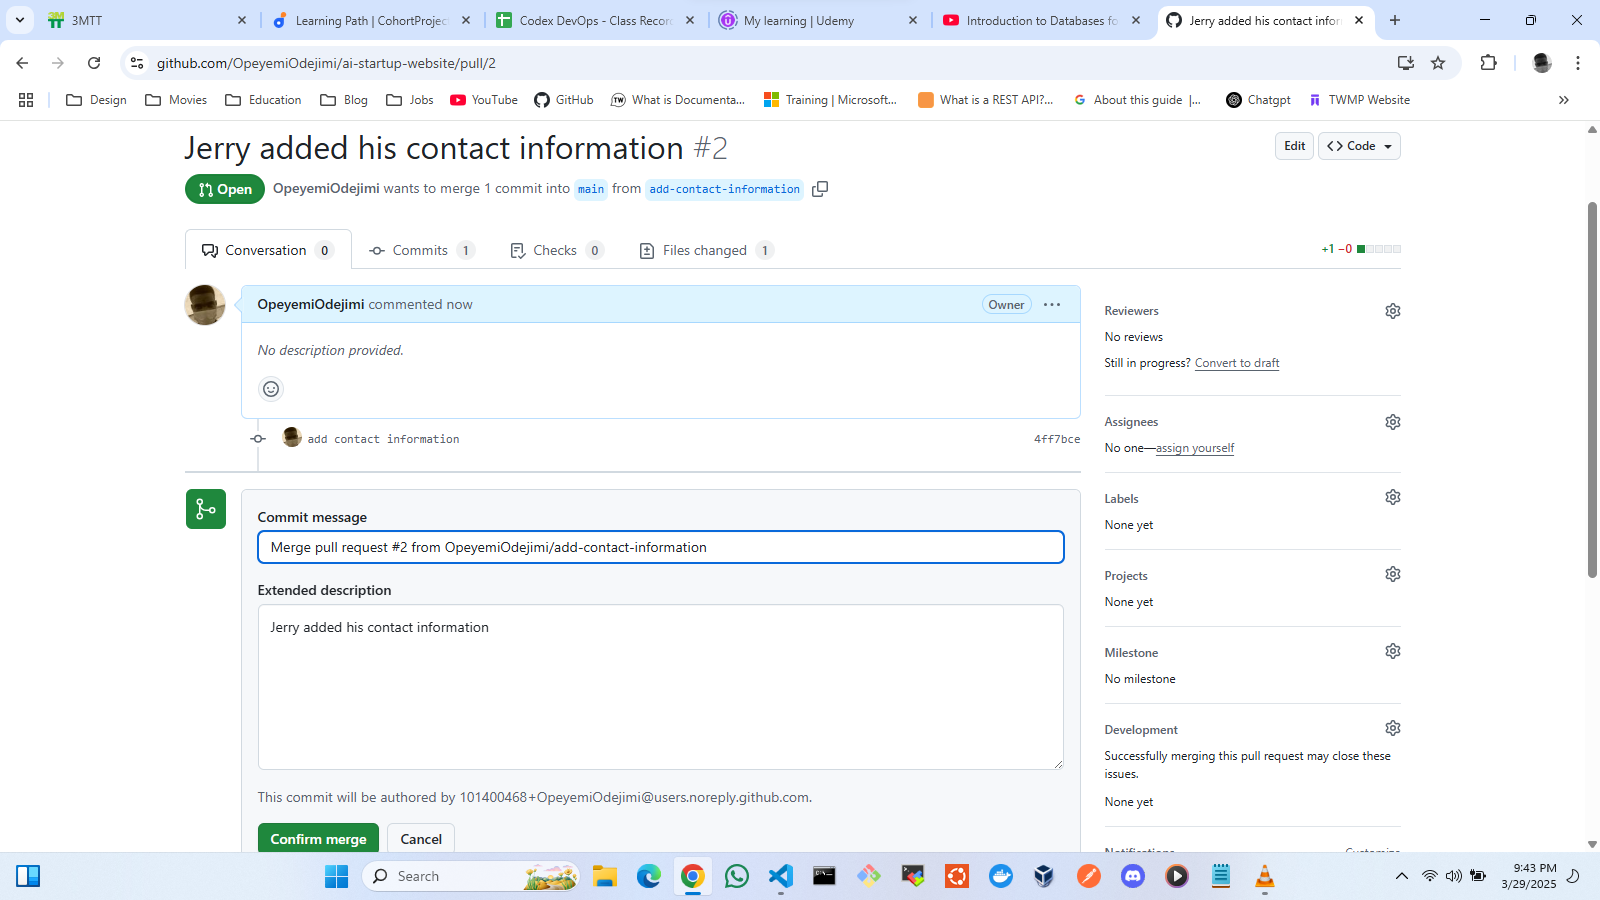 3MTT
Learning Path | CohortProjec
Codex DevOps - Class Recor
My learning | Udemy
Introduction to Databases fo
Jerry added his contact infor
github.com/OpeyemiOdejimi/ai-startup-website/pull/2
Design
Movies
Education
Blog
Jobs
YouTube
GitHub
What is Documenta...
Training | Microsoft...
What is a REST API?...
About this guide |...
Chatgpt
TWMP Website
Jerry added his contact information #2
Edit
<> Code
Open
OpeyemiOdejimi wants to merge 1 commit into main from add-contact-information
Conversation 0
Commits 1
Checks 0
Files changed 1
+1 −0
OpeyemiOdejimi commented now
Owner
No description provided.
add contact information
4ff7bce
Commit message
Merge pull request #2 from OpeyemiOdejimi/add-contact-information
Extended description
Jerry added his contact information
This commit will be authored by 101400468+OpeyemiOdejimi@users.noreply.github.com.
Confirm merge
Cancel
Reviewers
No reviews
Still in progress? Convert to draft
Assignees
No one—assign yourself
Labels
None yet
Projects
None yet
Milestone
No milestone
Development
Successfully merging this pull request may close these
issues.
None yet
Notifications
Customize
Search
9:43 PM
3/29/2025